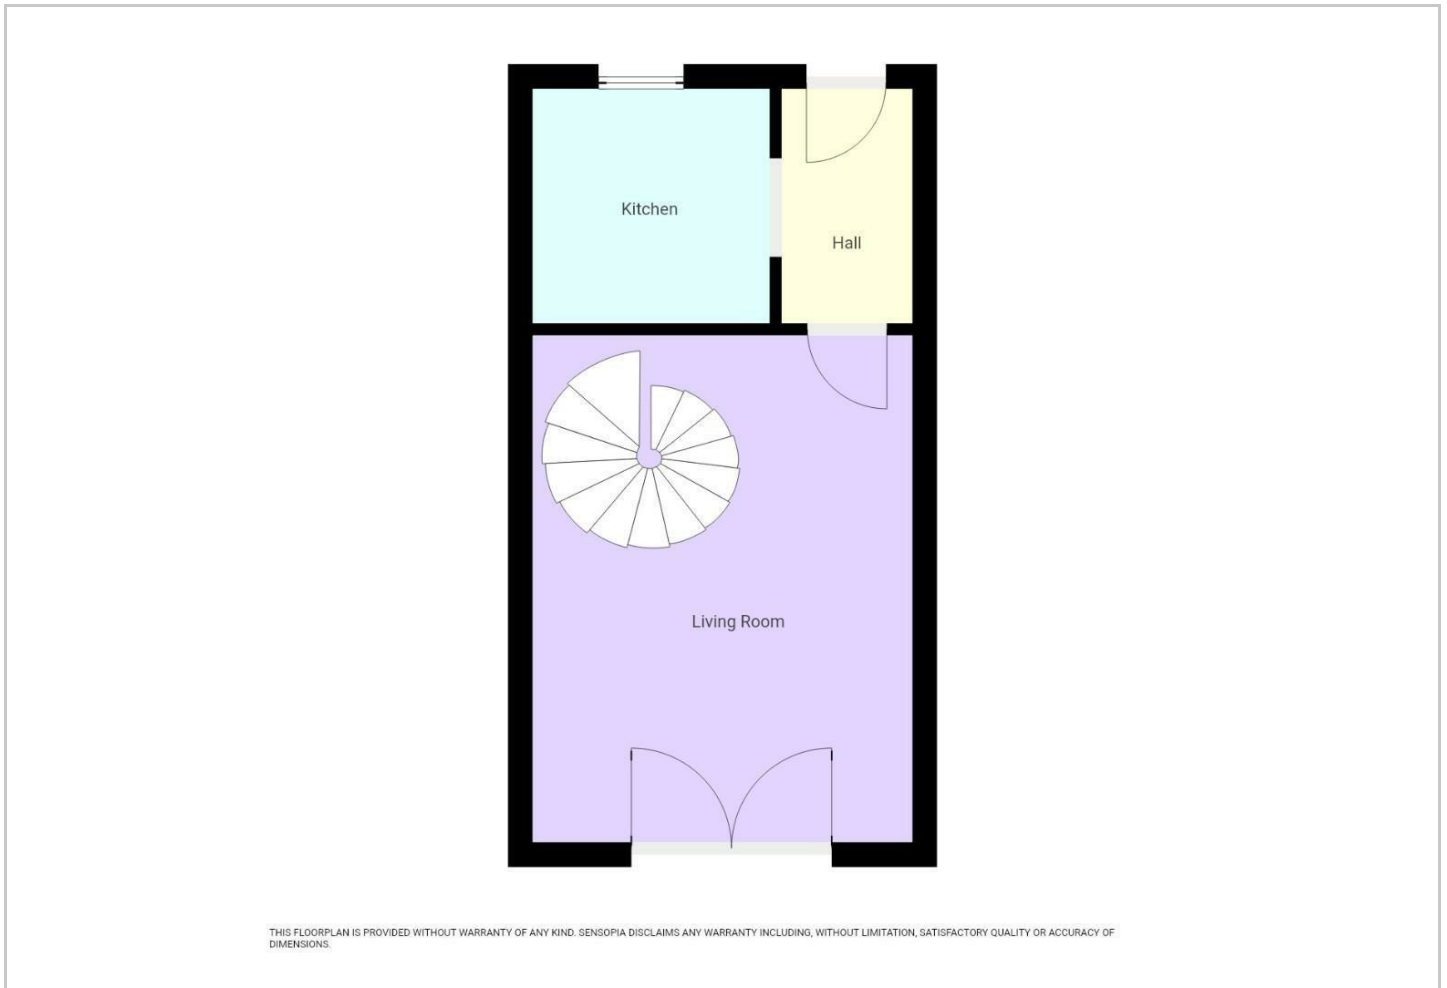 Kitchen
Hall
Living Room
THIS FLOORPLAN IS PROVIDED WITHOUT WARRANTY OF ANY KIND. SENSOPIA DISCLAIMS ANY WARRANTY INCLUDING, WITHOUT LIMITATION, SATISFACTORY QUALITY OR ACCURACY OF
DIMENSIONS.